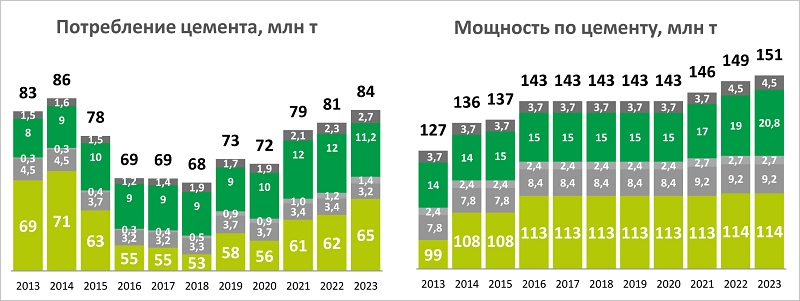 Потребление цемента, млн т
83 86 78 69 69 68 73 72 79 81 84
1,5 1,6 1,5 1,2 1,4 1,9 1,7 1,9 2,1 2,3 2,7
8 9 10 9 9 9 9 10 12 12 11,2
0,3 0,3 0,4 0,3 0,4 0,5 0,9 0,9 1,0 1,2 1,4
4,5 4,5 3,7 3,2 3,2 3,3 3,7 3,7 3,4 3,4 3,2
69 71 63 55 55 53 58 56 61 62 65
2013 2014 2015 2016 2017 2018 2019 2020 2021 2022 2023
Мощность по цементу, млн т
127 136 137 143 143 143 143 143 146 149 151
3,7 3,7 3,7 3,7 3,7 3,7 3,7 3,7 3,7 4,5 4,5
14 14 15 15 15 15 15 15 17 19 20,8
2,4 2,4 2,4 2,4 2,4 2,4 2,4 2,4 2,7 2,7 2,7
7,8 7,8 7,8 8,4 8,4 8,4 8,4 8,4 9,2 9,2 9,2
99 108 108 113 113 113 113 113 114 114 114
2013 2014 2015 2016 2017 2018 2019 2020 2021 2022 2023